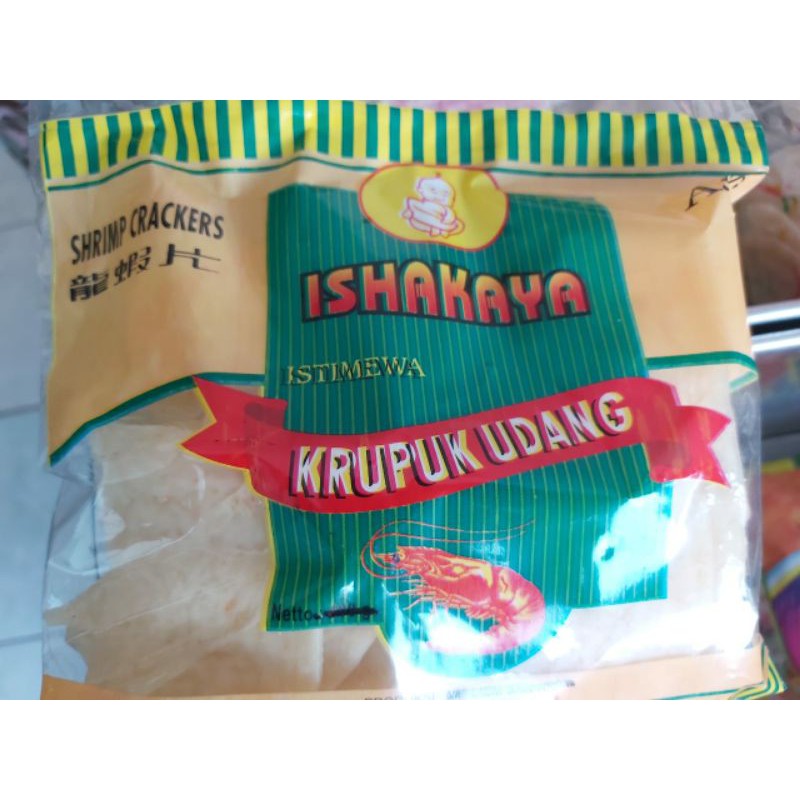 SHRIMP CRACKERS
龍蝦片
ISHAKAYA
ISTIMEWA
KRUPUK UDANG
Netto